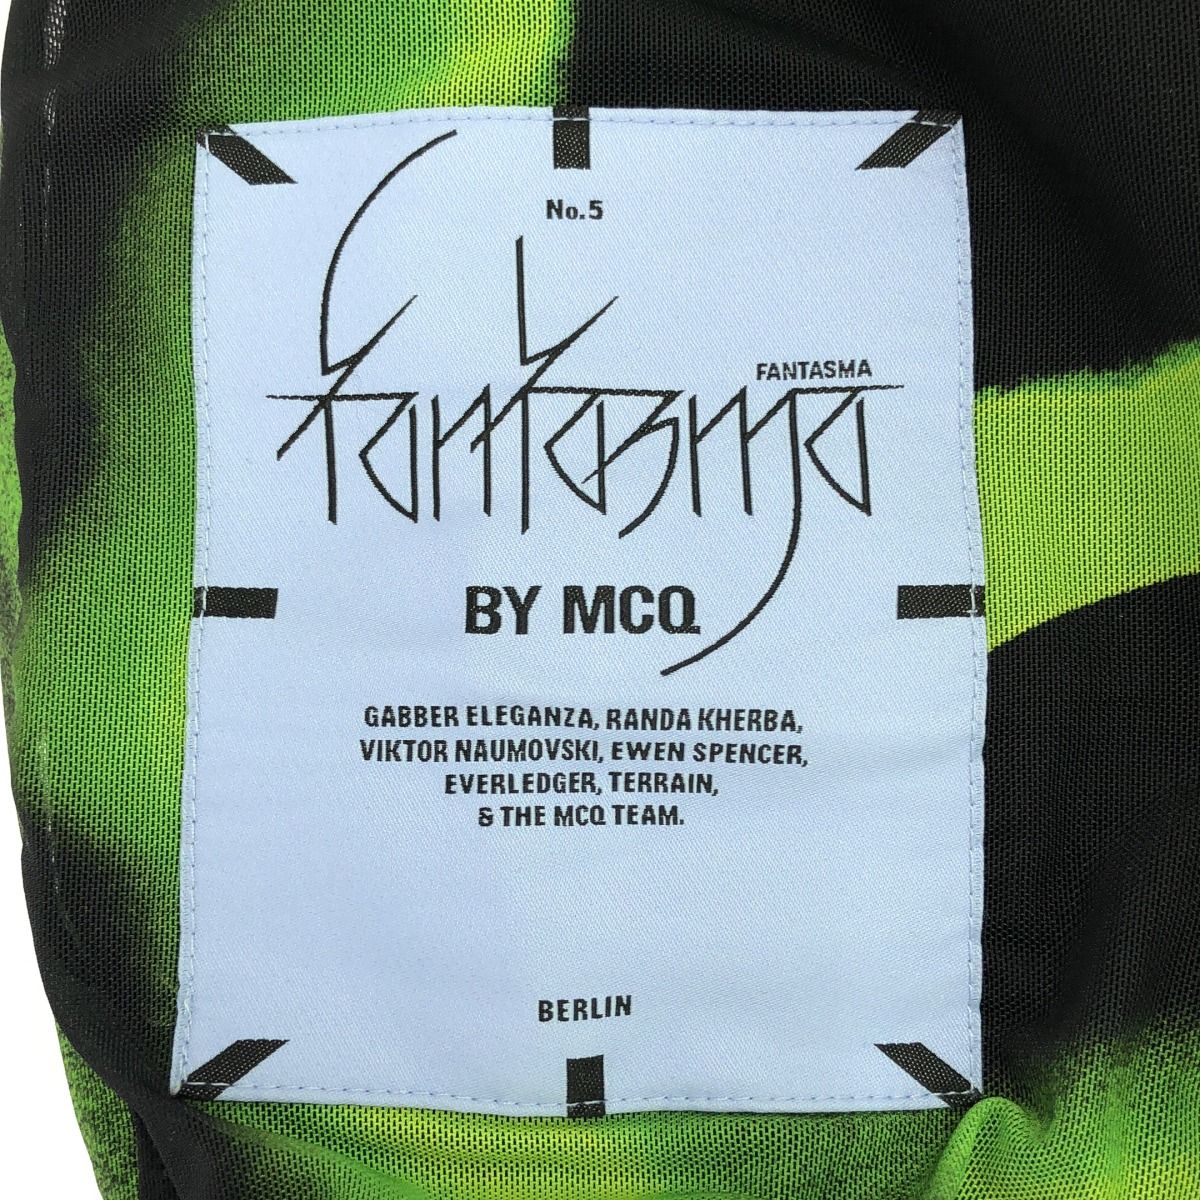 No.5
fantasma
FANTASMA
BY MCQ
GABBER ELEGANZA, RANDA KHERBA,
VIKTOR NAUMOVSKI, EWEN SPENCER,
EVERLEDGER, TERRAIN,
& THE MCQ TEAM.
BERLIN